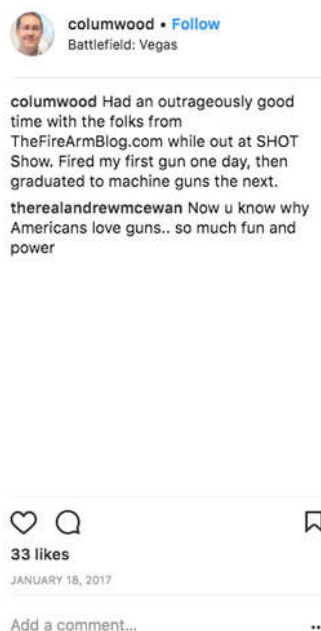 columwood • Follow
Battlefield: Vegas
columwood Had an outrageously good
time with the folks from
TheFireArmBlog.com while out at SHOT
Show. Fired my first gun one day, then
graduated to machine guns the next.
therealandrewmcewan Now u know why
Americans love guns.. so much fun and
power
33 likes
JANUARY 18, 2017
Add a comment...